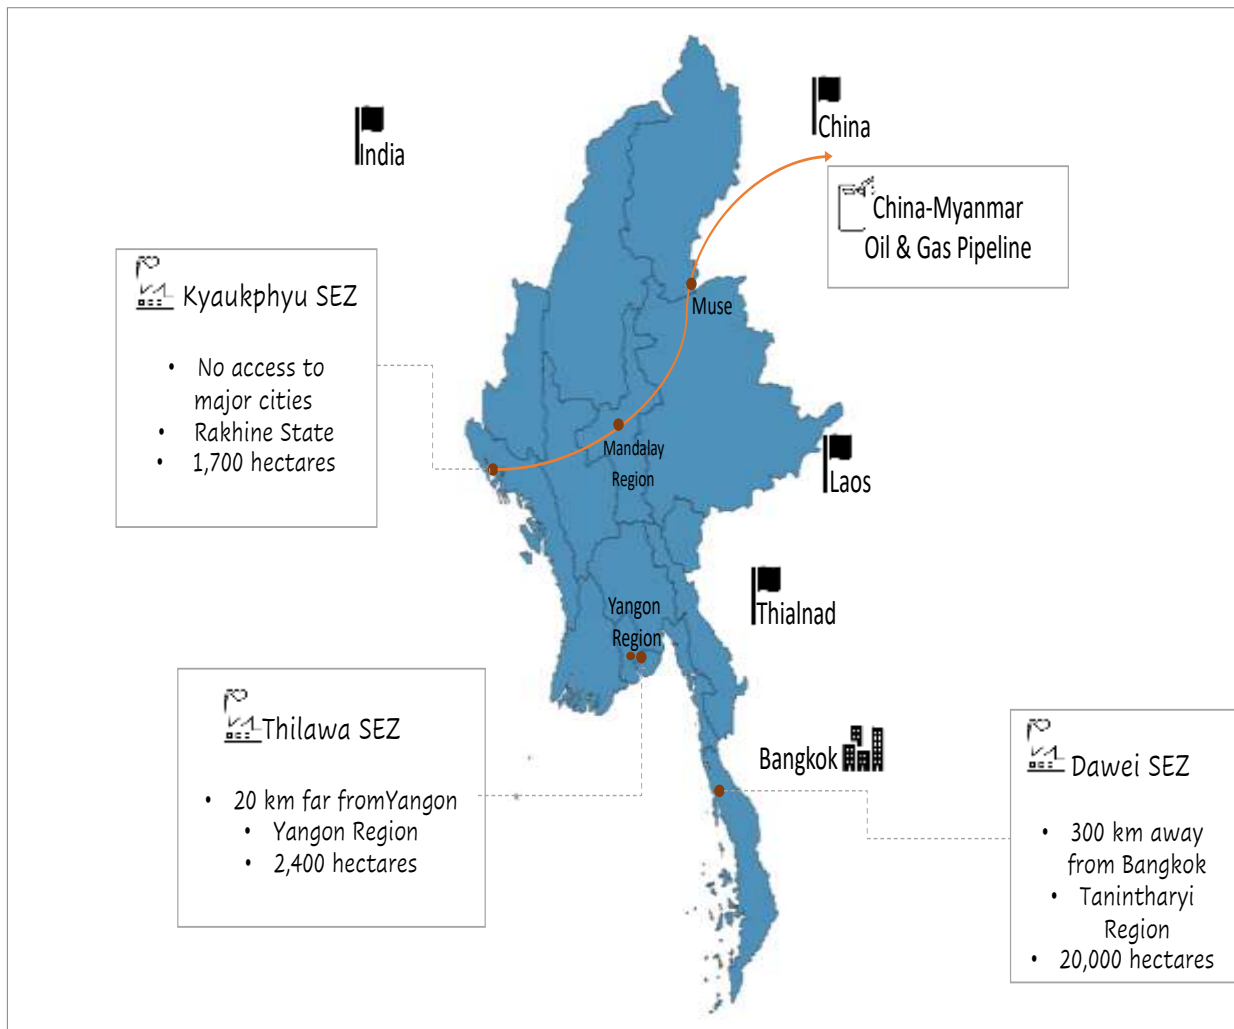 India
China
China-Myanmar
Oil & Gas Pipeline
Kyaukphyu SEZ
• No access to
major cities
• Rakhine State
• 1,700 hectares
Muse
Mandalay
Region
Laos
Thialnad
Yangon
Region
Thilawa SEZ
• 20 km far fromYangon
• Yangon Region
• 2,400 hectares
Bangkok
Dawei SEZ
• 300 km away
from Bangkok
• Tanintharyi
Region
• 20,000 hectares